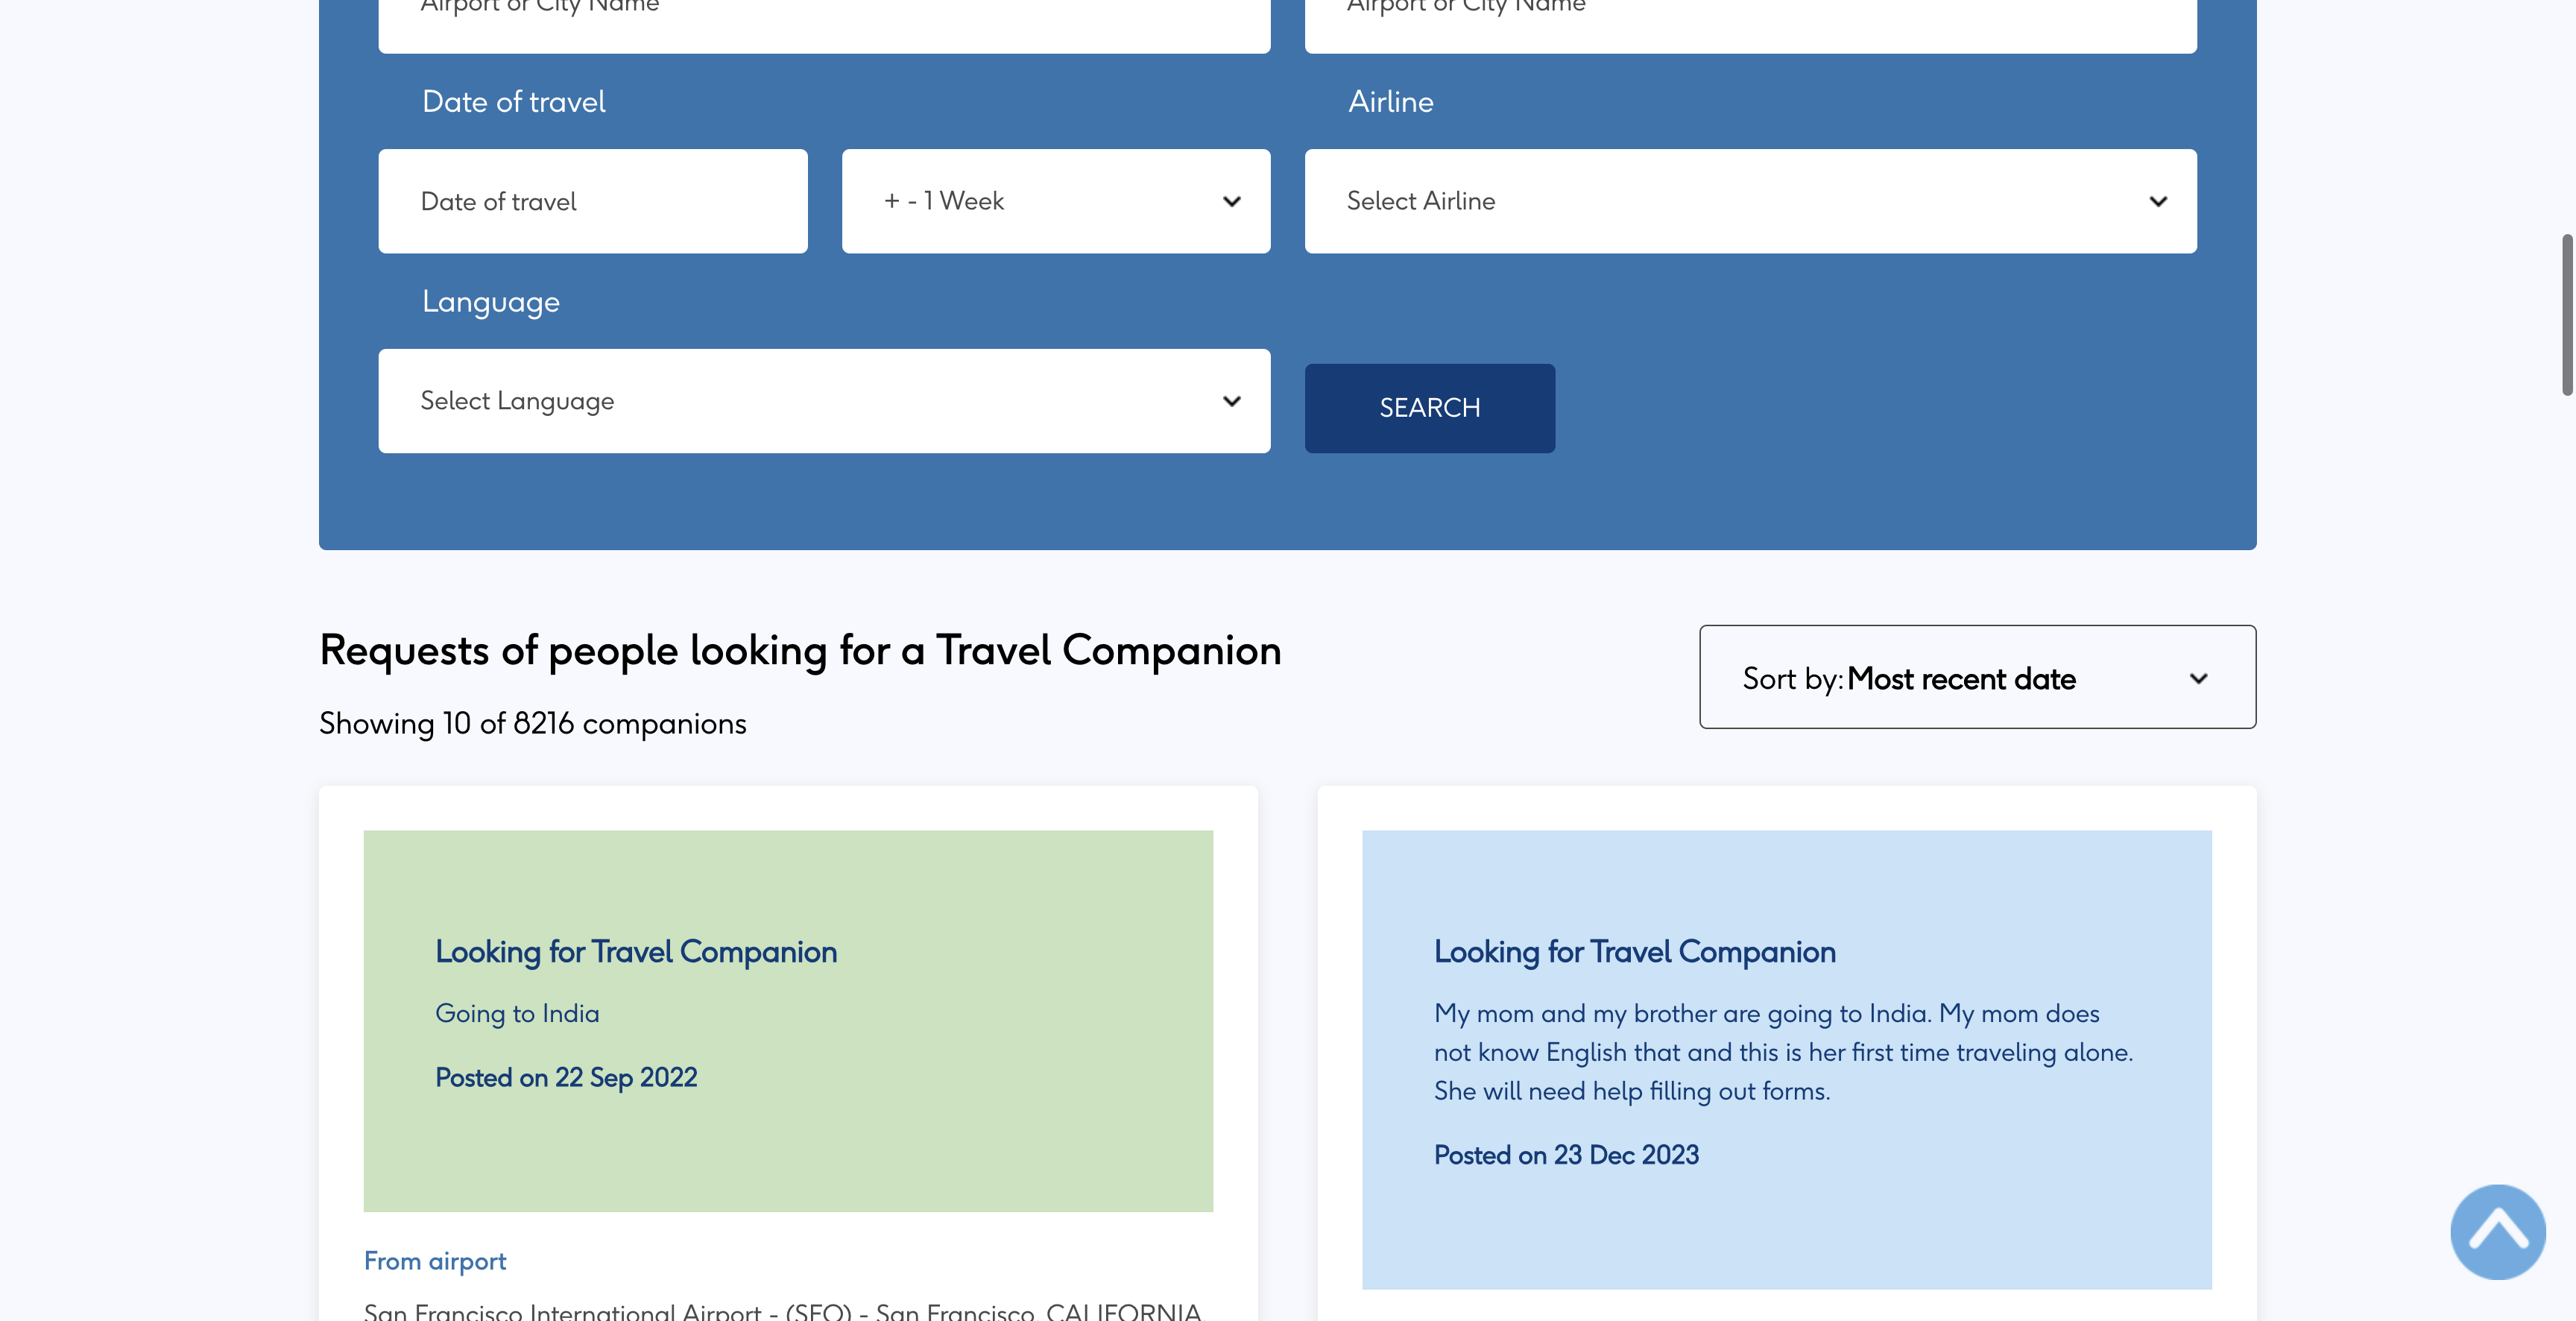 Airport or City Name
Airport or City Name
Date of travel
Airline
Date of travel
+ - 1 Week
Select Airline
Language
Select Language
SEARCH
Requests of people looking for a Travel Companion
Sort by: Most recent date
Showing 10 of 8216 companions
Looking for Travel Companion
Going to India
Posted on 22 Sep 2022
From airport
San Francisco International Airport - (SFO) - San Francisco, CALIFORNIA,
Looking for Travel Companion
My mom and my brother are going to India. My mom does
not know English that and this is her first time traveling alone.
She will need help filling out forms.
Posted on 23 Dec 2023